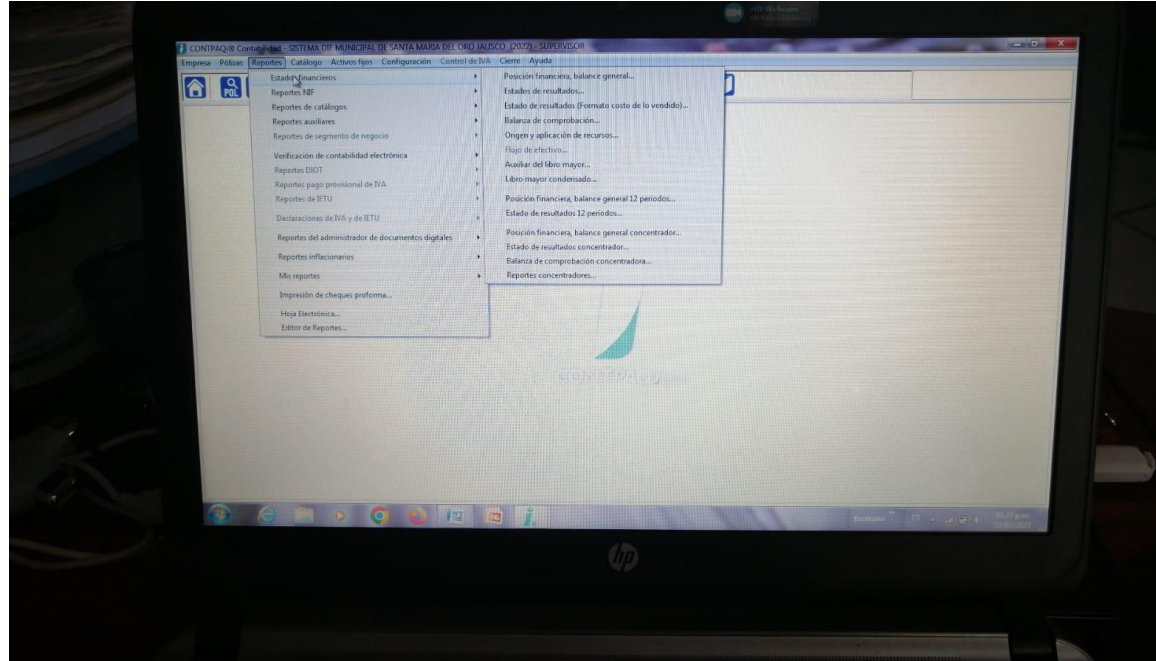 HD Webcam
CONTPAQi® Contabilidad - SISTEMA DIF MUNICIPAL DE SANTA MARIA DEL ORO JALISCO (2022) - SUPERVISOR
Empresa Pólizas Reportes Catálogo Activos fijos Configuración Control de IVA Cierre Ayuda
POL
Estados financieros
Reportes NIF
Reportes de catálogos
Reportes auxiliares
Reportes de segmento de negocio
Verificación de contabilidad electrónica
Reportes DIOT
Reportes pago provisional de IVA
Reportes de IETU
Declaraciones de IVA y de IETU
Reportes del administrador de documentos digitales
Reportes inflacionarios
Mis reportes
Impresión de cheques proforma...
Hoja Electrónica...
Editor de Reportes...
Posición financiera, balance general...
Estados de resultados...
Estado de resultados (Formato costo de lo vendido)...
Balanza de comprobación...
Origen y aplicación de recursos...
Flujo de efectivo...
Auxiliar del libro mayor...
Libro mayor condensado...
Posición financiera, balance general 12 periodos...
Estado de resultados 12 periodos...
Posición financiera, balance general concentrador...
Estado de resultados concentrador...
Balanza de comprobación concentradora...
Reportes concentradores...
CONTPAQ
Escritorio
ES
hp